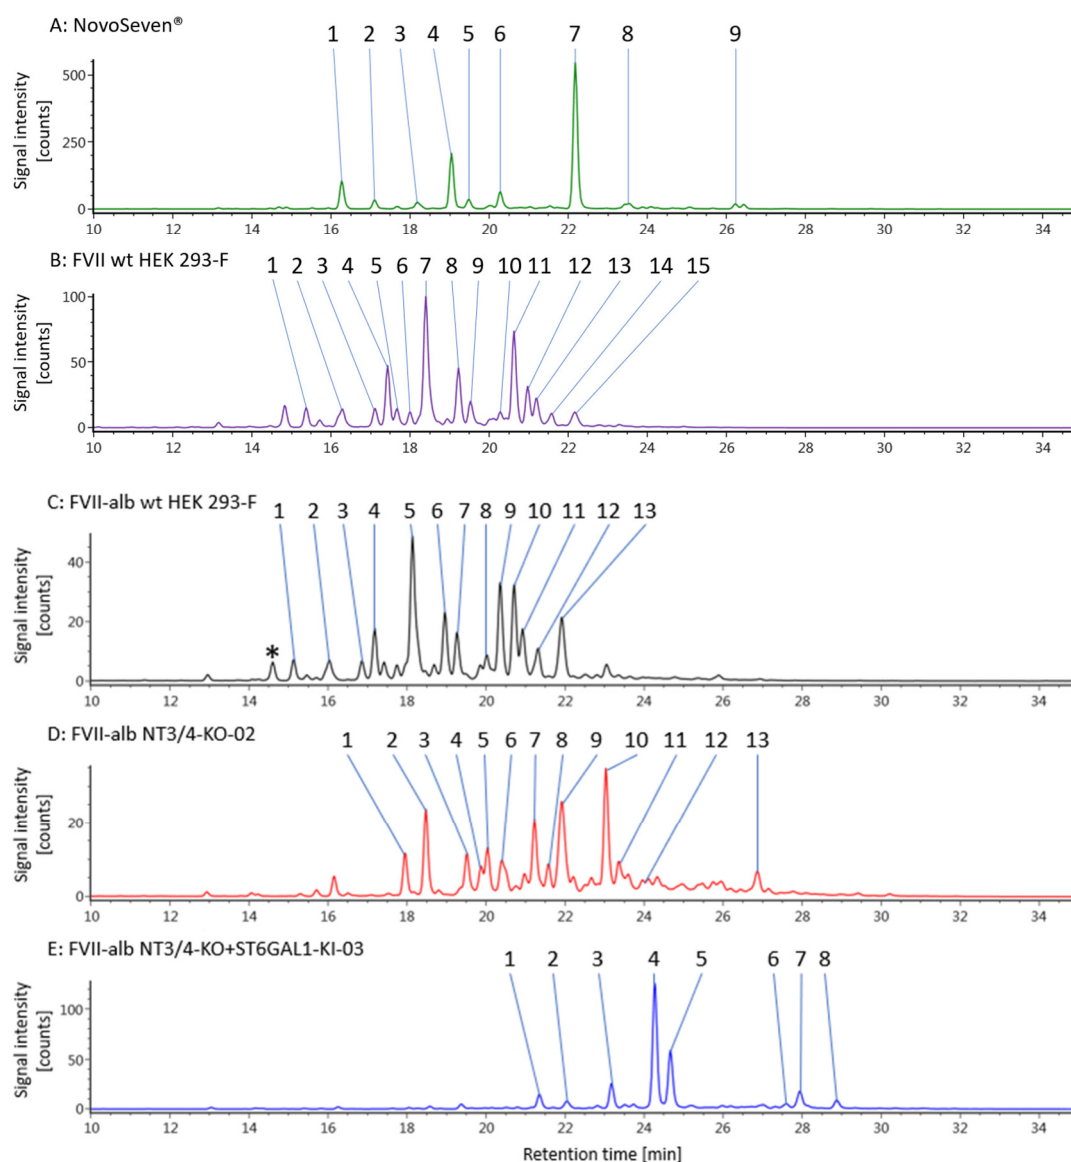 A: NovoSeven®
1 2 3 4 5 6 7 8 9
Signal intensity
[counts]
500
250
0
10 12 14 16 18 20 22 24 26 28 30 32 34
B: FVII wt HEK 293-F
1 2 3 4 5 6 7 8 9 10 11 12 13 14 15
Signal intensity
[counts]
100
50
0
10 12 14 16 18 20 22 24 26 28 30 32 34
C: FVII-alb wt HEK 293-F
1 2 3 4 5 6 7 8 9 10 11 12 13
Signal intensity
[counts]
40
20
0
*
10 12 14 16 18 20 22 24 26 28 30 32 34
D: FVII-alb NT3/4-KO-02
1 2 3 4 5 6 7 8 9 10 11 12 13
Signal intensity
[counts]
20
0
10 12 14 16 18 20 22 24 26 28 30 32 34
E: FVII-alb NT3/4-KO+ST6GAL1-KI-03
1 2 3 4 5 6 7 8
Signal intensity
[counts]
100
50
0
10 12 14 16 18 20 22 24 26 28 30 32 34
Retention time [min]